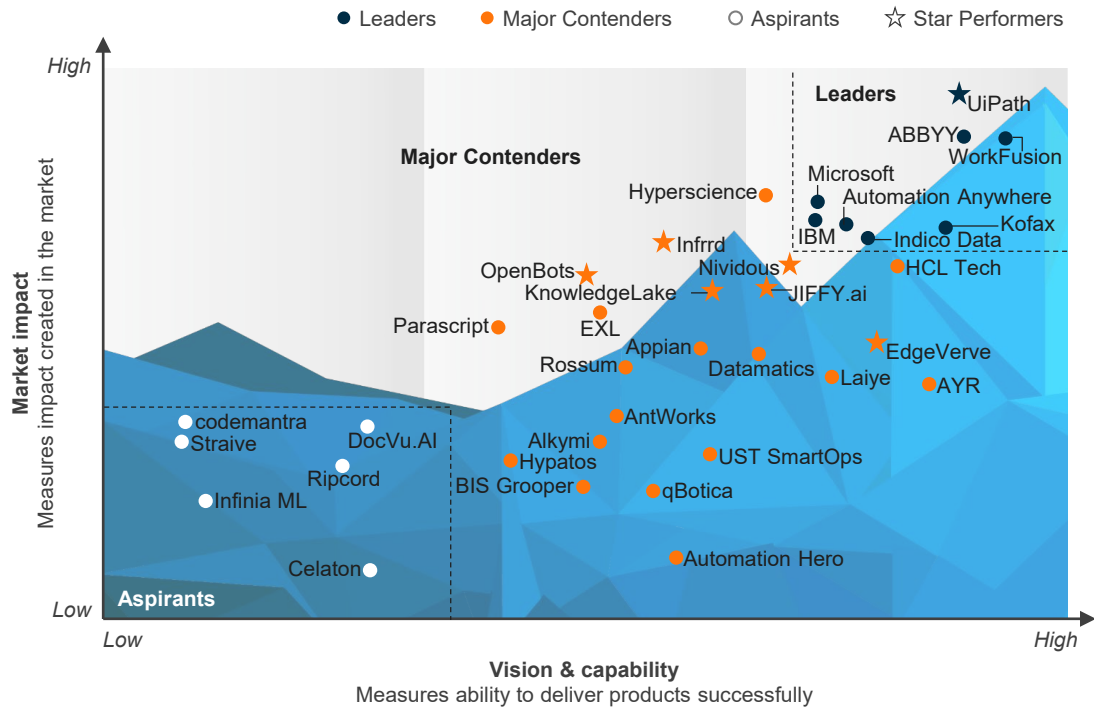 Leaders
Major Contenders
Aspirants
Star Performers
High
Leaders
UiPath
ABBYY
WorkFusion
Major Contenders
Microsoft
Hyperscience
Automation Anywhere
Kofax
IBM
Indico Data
Infrrd
Nividous
HCL Tech
OpenBots
KnowledgeLake
JIFFY.ai
Parascript
EXL
Appian
EdgeVerve
Rossum
Datamatics
Laiye
AYR
AntWorks
codemantra
Straive
DocVu.AI
Alkymi
Hypatos
UST SmartOps
Ripcord
BIS Grooper
qBotica
Infinia ML
Automation Hero
Celaton
Aspirants
Low
Market impact
Measures impact created in the market
Low
High
Vision & capability
Measures ability to deliver products successfully